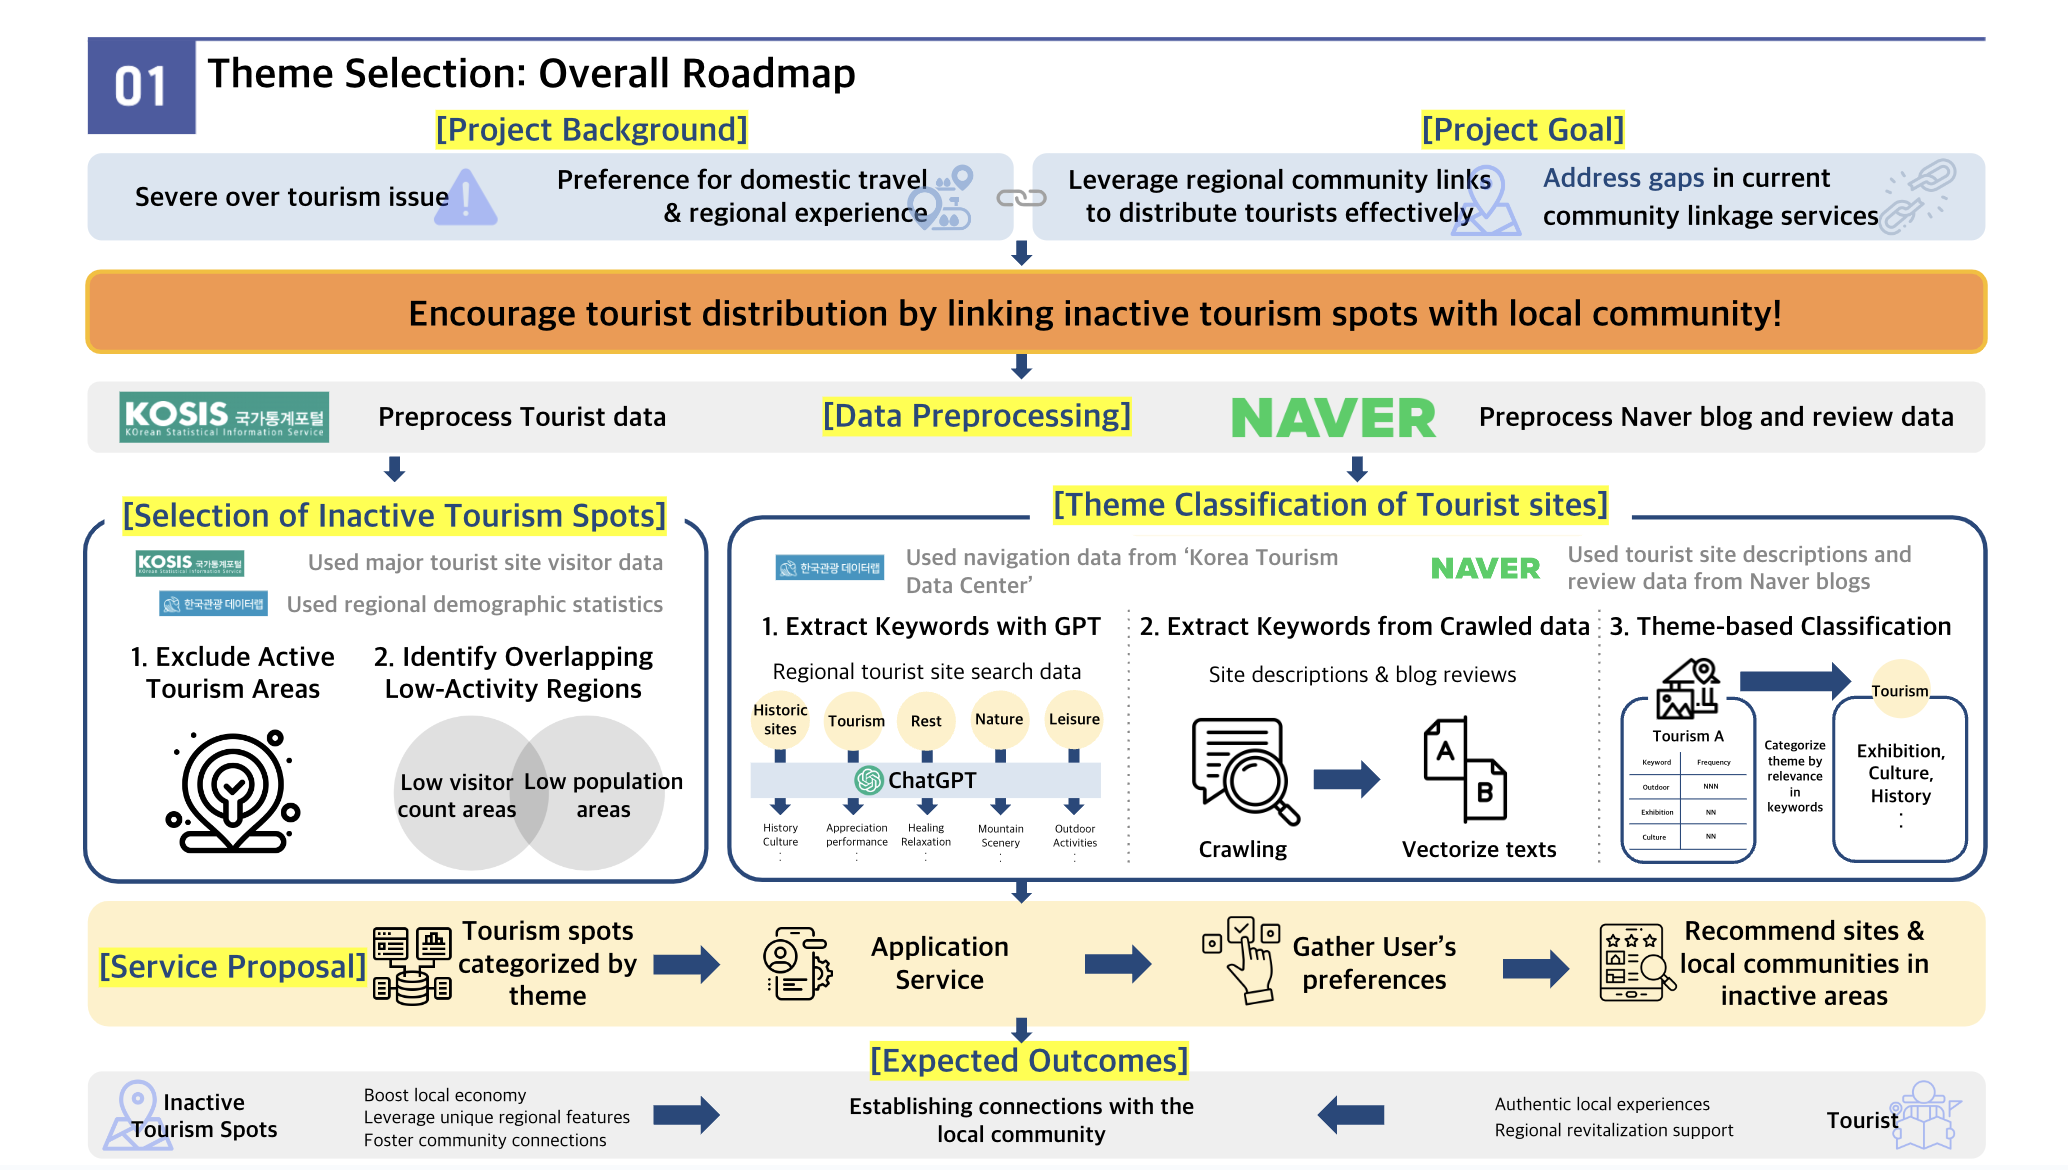 01
Theme Selection: Overall Roadmap
[Project Background]
[Project Goal]
Severe over tourism issue
Preference for domestic travel
& regional experience
Leverage regional community links
to distribute tourists effectively
Address gaps in current
community linkage services
Encourage tourist distribution by linking inactive tourism spots with local community!
KOSIS 국가통계포털
KOrean Statistical Information Service
Preprocess Tourist data
[Data Preprocessing]
NAVER
Preprocess Naver blog and review data
[Selection of Inactive Tourism Spots]
KOSIS 국가통계포털
KOrean Statistical Information Service
Used major tourist site visitor data
한국관광 데이터랩
Used regional demographic statistics
1. Exclude Active
Tourism Areas
2. Identify Overlapping
Low-Activity Regions
Low visitor
count areas
Low population
areas
[Theme Classification of Tourist sites]
한국관광 데이터랩
Used navigation data from ‘Korea Tourism
Data Center’
NAVER
Used tourist site descriptions and
review data from Naver blogs
1. Extract Keywords with GPT
Regional tourist site search data
Historic
sites
Tourism
Rest
Nature
Leisure
ChatGPT
History
Culture
:
Appreciation
performance
:
Healing
Relaxation
:
Mountain
Scenery
:
Outdoor
Activities
:
2. Extract Keywords from Crawled data
Site descriptions & blog reviews
A
B
Crawling
Vectorize texts
3. Theme-based Classification
Tourism A
Keyword Frequency
Outdoor NNN
Exhibition NN
Culture NN
Categorize
theme by
relevance
in
keywords
Tourism
Exhibition,
Culture,
History
:
[Service Proposal]
Tourism spots
categorized by
theme
Application
Service
Gather User’s
preferences
Recommend sites &
local communities in
inactive areas
[Expected Outcomes]
Inactive
Tourism Spots
Boost local economy
Leverage unique regional features
Foster community connections
Establishing connections with the
local community
Authentic local experiences
Regional revitalization support
Tourist